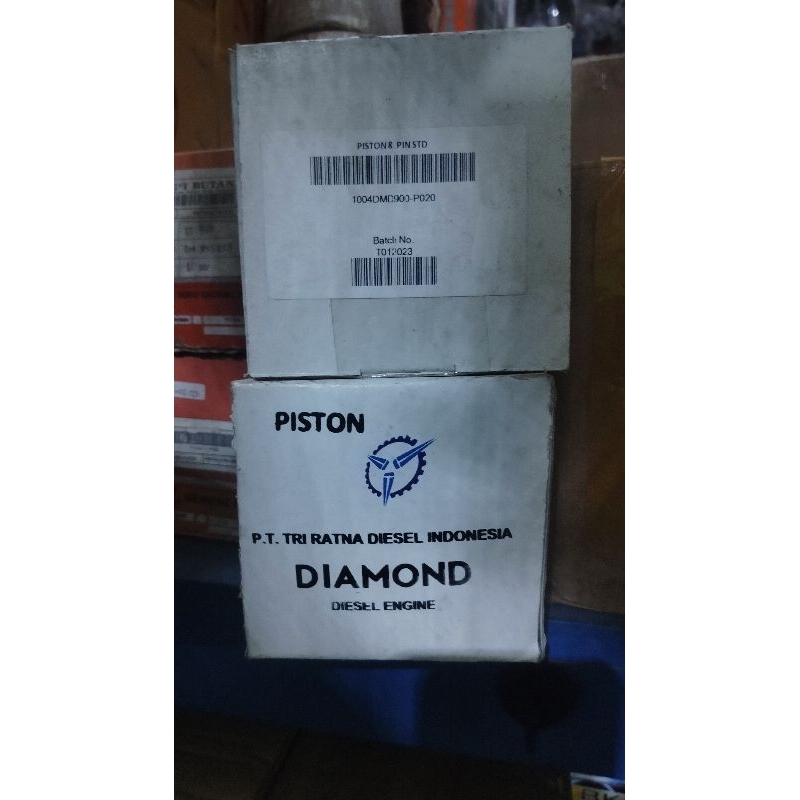 PISTON & PIN STD
1004DMD900-P020
Batch No.
T012023
PISTON
P.T. TRI RATNA DIESEL INDONESIA
DIAMOND
DIESEL ENGINE